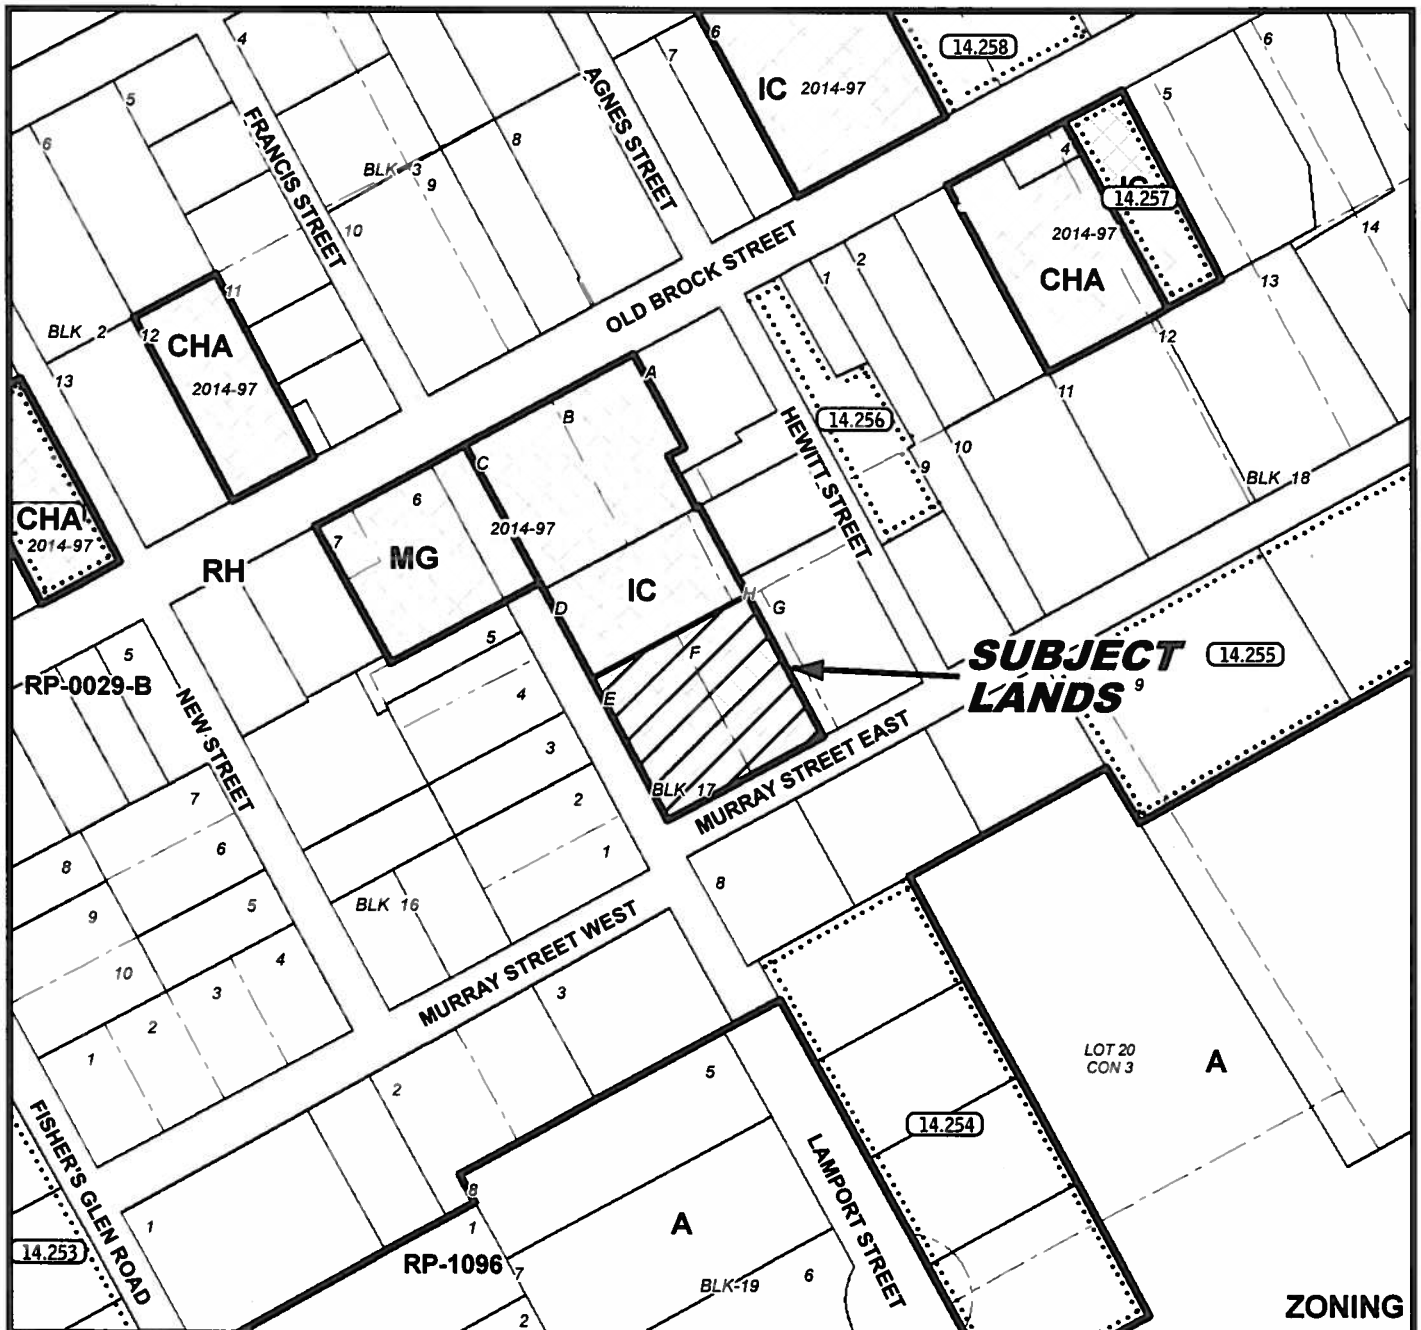 4
6
7
14.258
6
5
IC 2014-97
5
6
FRANCIS STREET
AGNES STREET
BLK 3
8
9
10
4
IC
14.257
2014-97
CHA
14
13
12
11
OLD BROCK STREET
1
2
BLK 2
12
11
CHA
2014-97
13
A
B
14.256
HEWITT STREET
10
9
BLK 18
C
6
7
2014-97
CHA
2014-97
RH
MG
IC
D
H
G
F
E
5
SUBJECT
LANDS
14.255
9
5
RP-0029-B
NEW STREET
4
3
2
1
BLK 17
MURRAY STREET EAST
7
6
8
9
5
10
4
3
2
1
BLK 16
8
MURRAY STREET WEST
3
2
5
LOT 20
CON 3
A
14.254
FISHER'S GLEN ROAD
LAMPORT STREET
1
8
1
A
14.253
RP-1096
7
BLK-19
6
2
ZONING